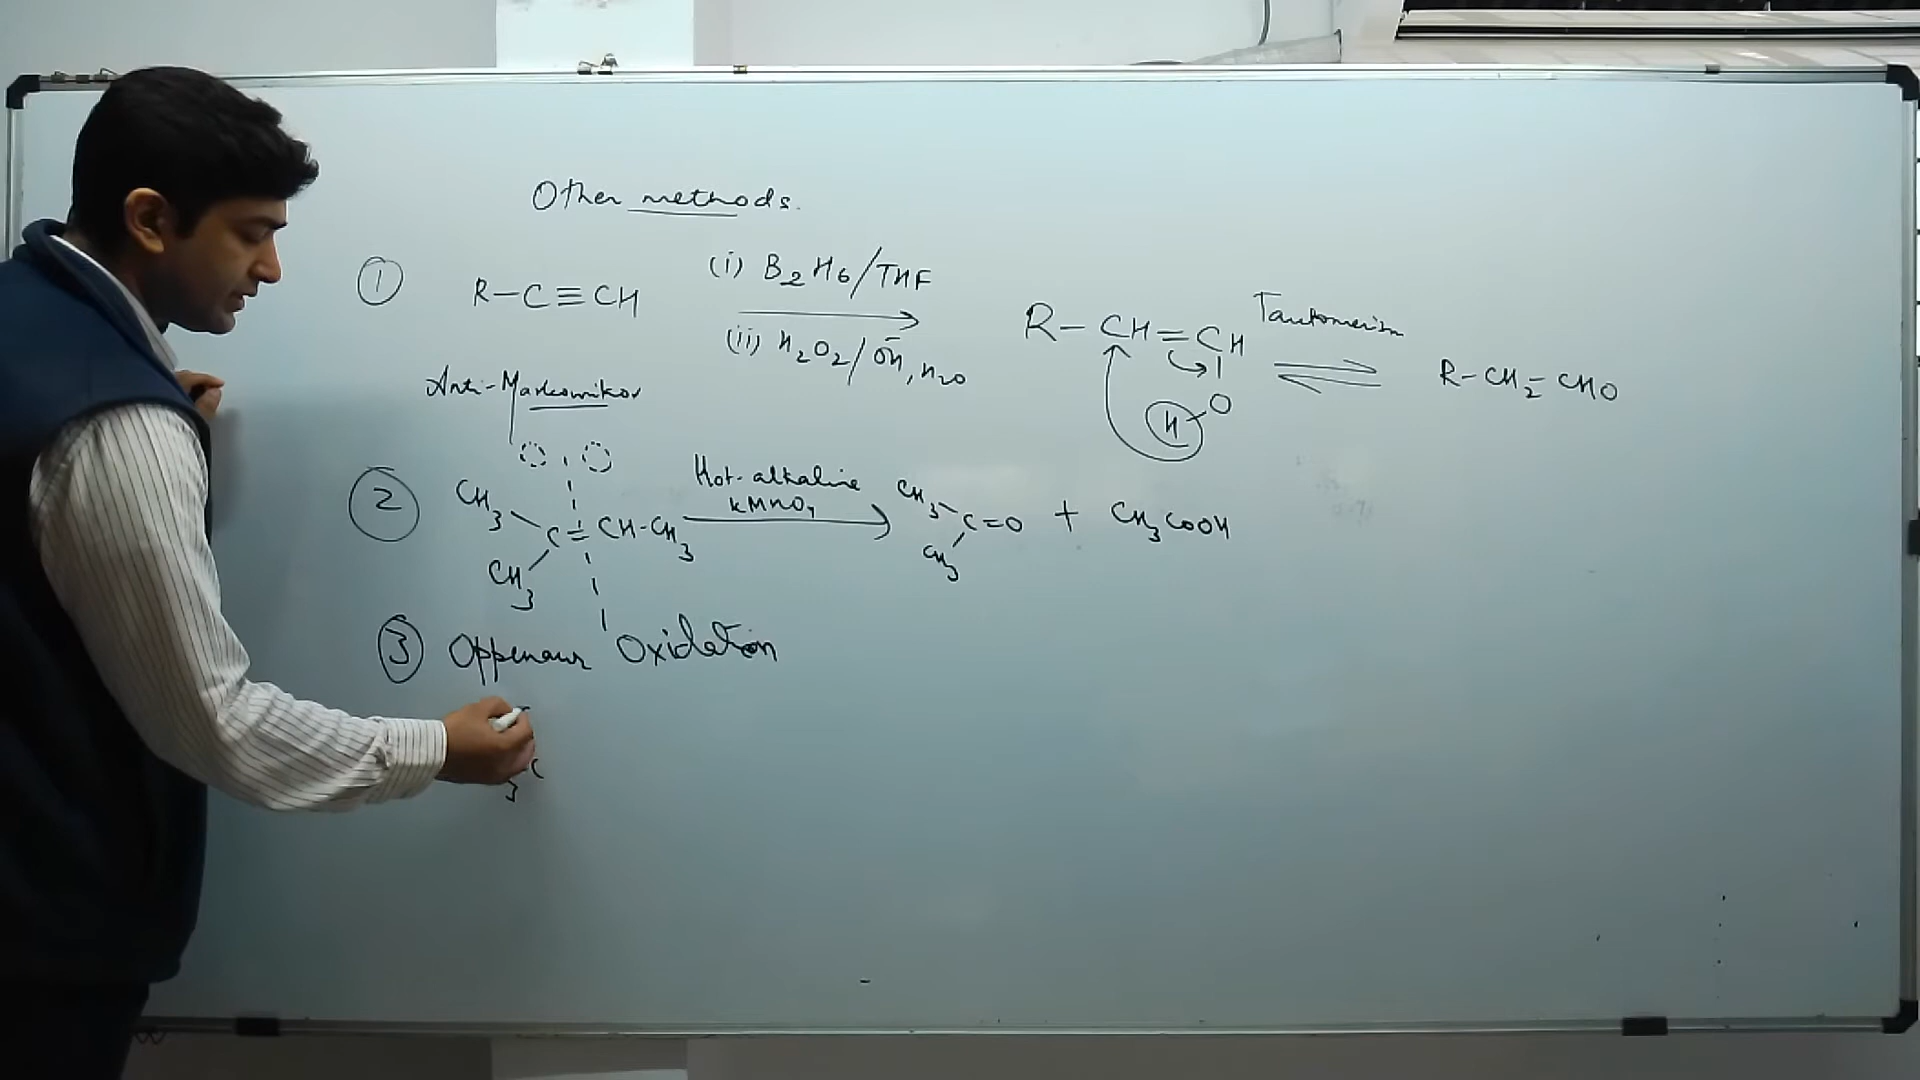 Other methods.
① R-C≡CH (i) B2H6/THF (ii) H2O2/OH⁻, H2O R-CH=CH-O-H Tautomerism ⇌ R-CH2-CHO
Anti-Markownikov
② CH3 CH3 C=CH-CH3 Hot-alkaline KMnO4 → CH3 CH3 C=O + CH3COOH
③ Oppenaur Oxidation
3 C